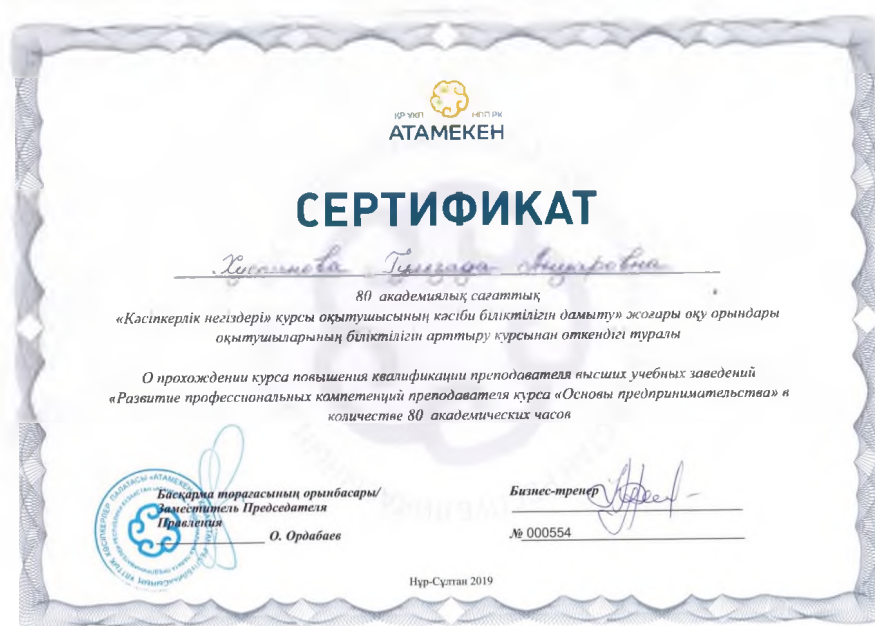 ҚР ҰКП НПП РК
АТАМЕКЕН
СЕРТИФИКАТ
80 академиялық сағаттық
«Кәсіпкерлік негіздері» курсы оқытушысының кәсіби біліктілігін дамыту» жоғары оқу орындары
оқытушыларының біліктілігін арттыру курсынан өткендігі туралы
О прохождении курса повышения квалификации преподавателя высших учебных заведений
«Развитие профессиональных компетенций преподавателя курса «Основы предпринимательства» в
количестве 80 академических часов
Басқарма төрағасының орынбасары/
Заместитель Председателя
Правления
О. Ордабаев
Бизнес-тренер
№ 000554
Нұр-Сұлтан 2019